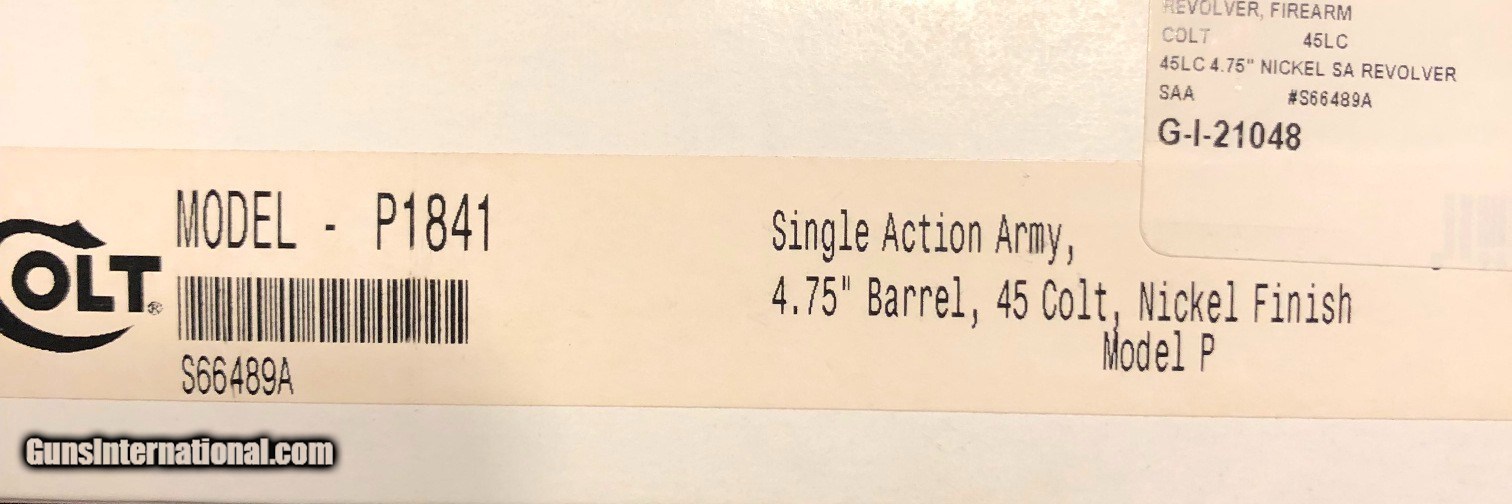 REVOLVER, FIREARM
COLT 45LC
45LC 4.75" NICKEL SA REVOLVER
SAA #S66489A
G-I-21048
COLT®
MODEL - P1841
S66489A
Single Action Army,
4.75" Barrel, 45 Colt, Nickel Finish
Model P
GunsInternational.com